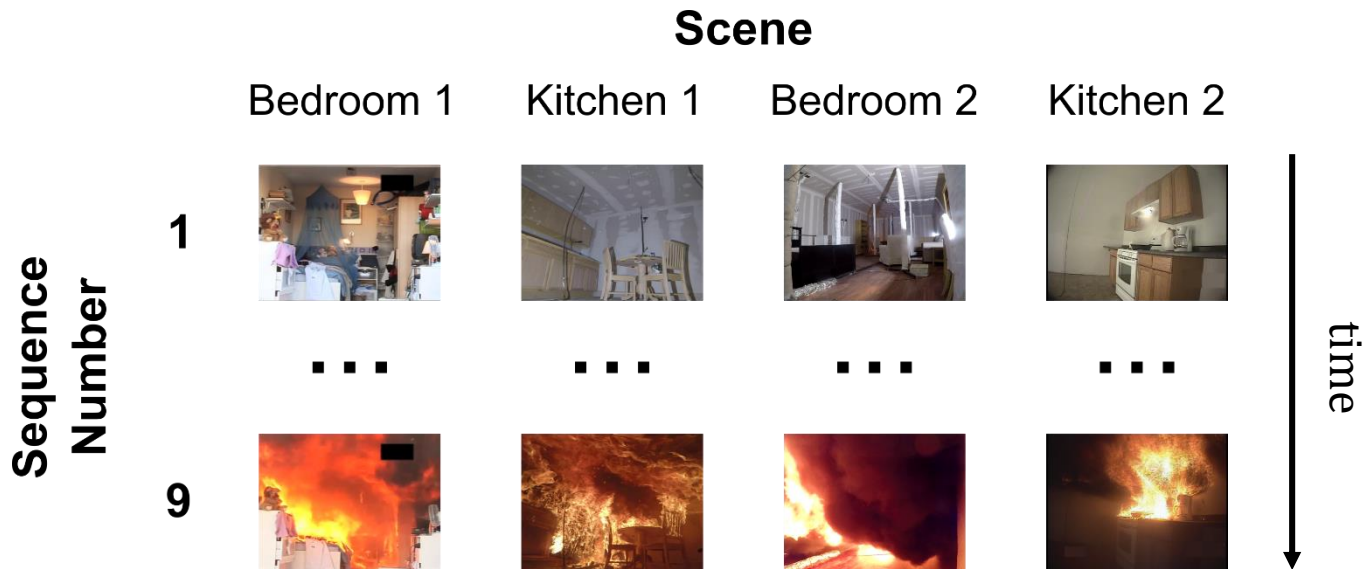 Scene
Bedroom 1 Kitchen 1 Bedroom 2 Kitchen 2
Sequence
Number
1
. . . . . . . . . . . .
9
time